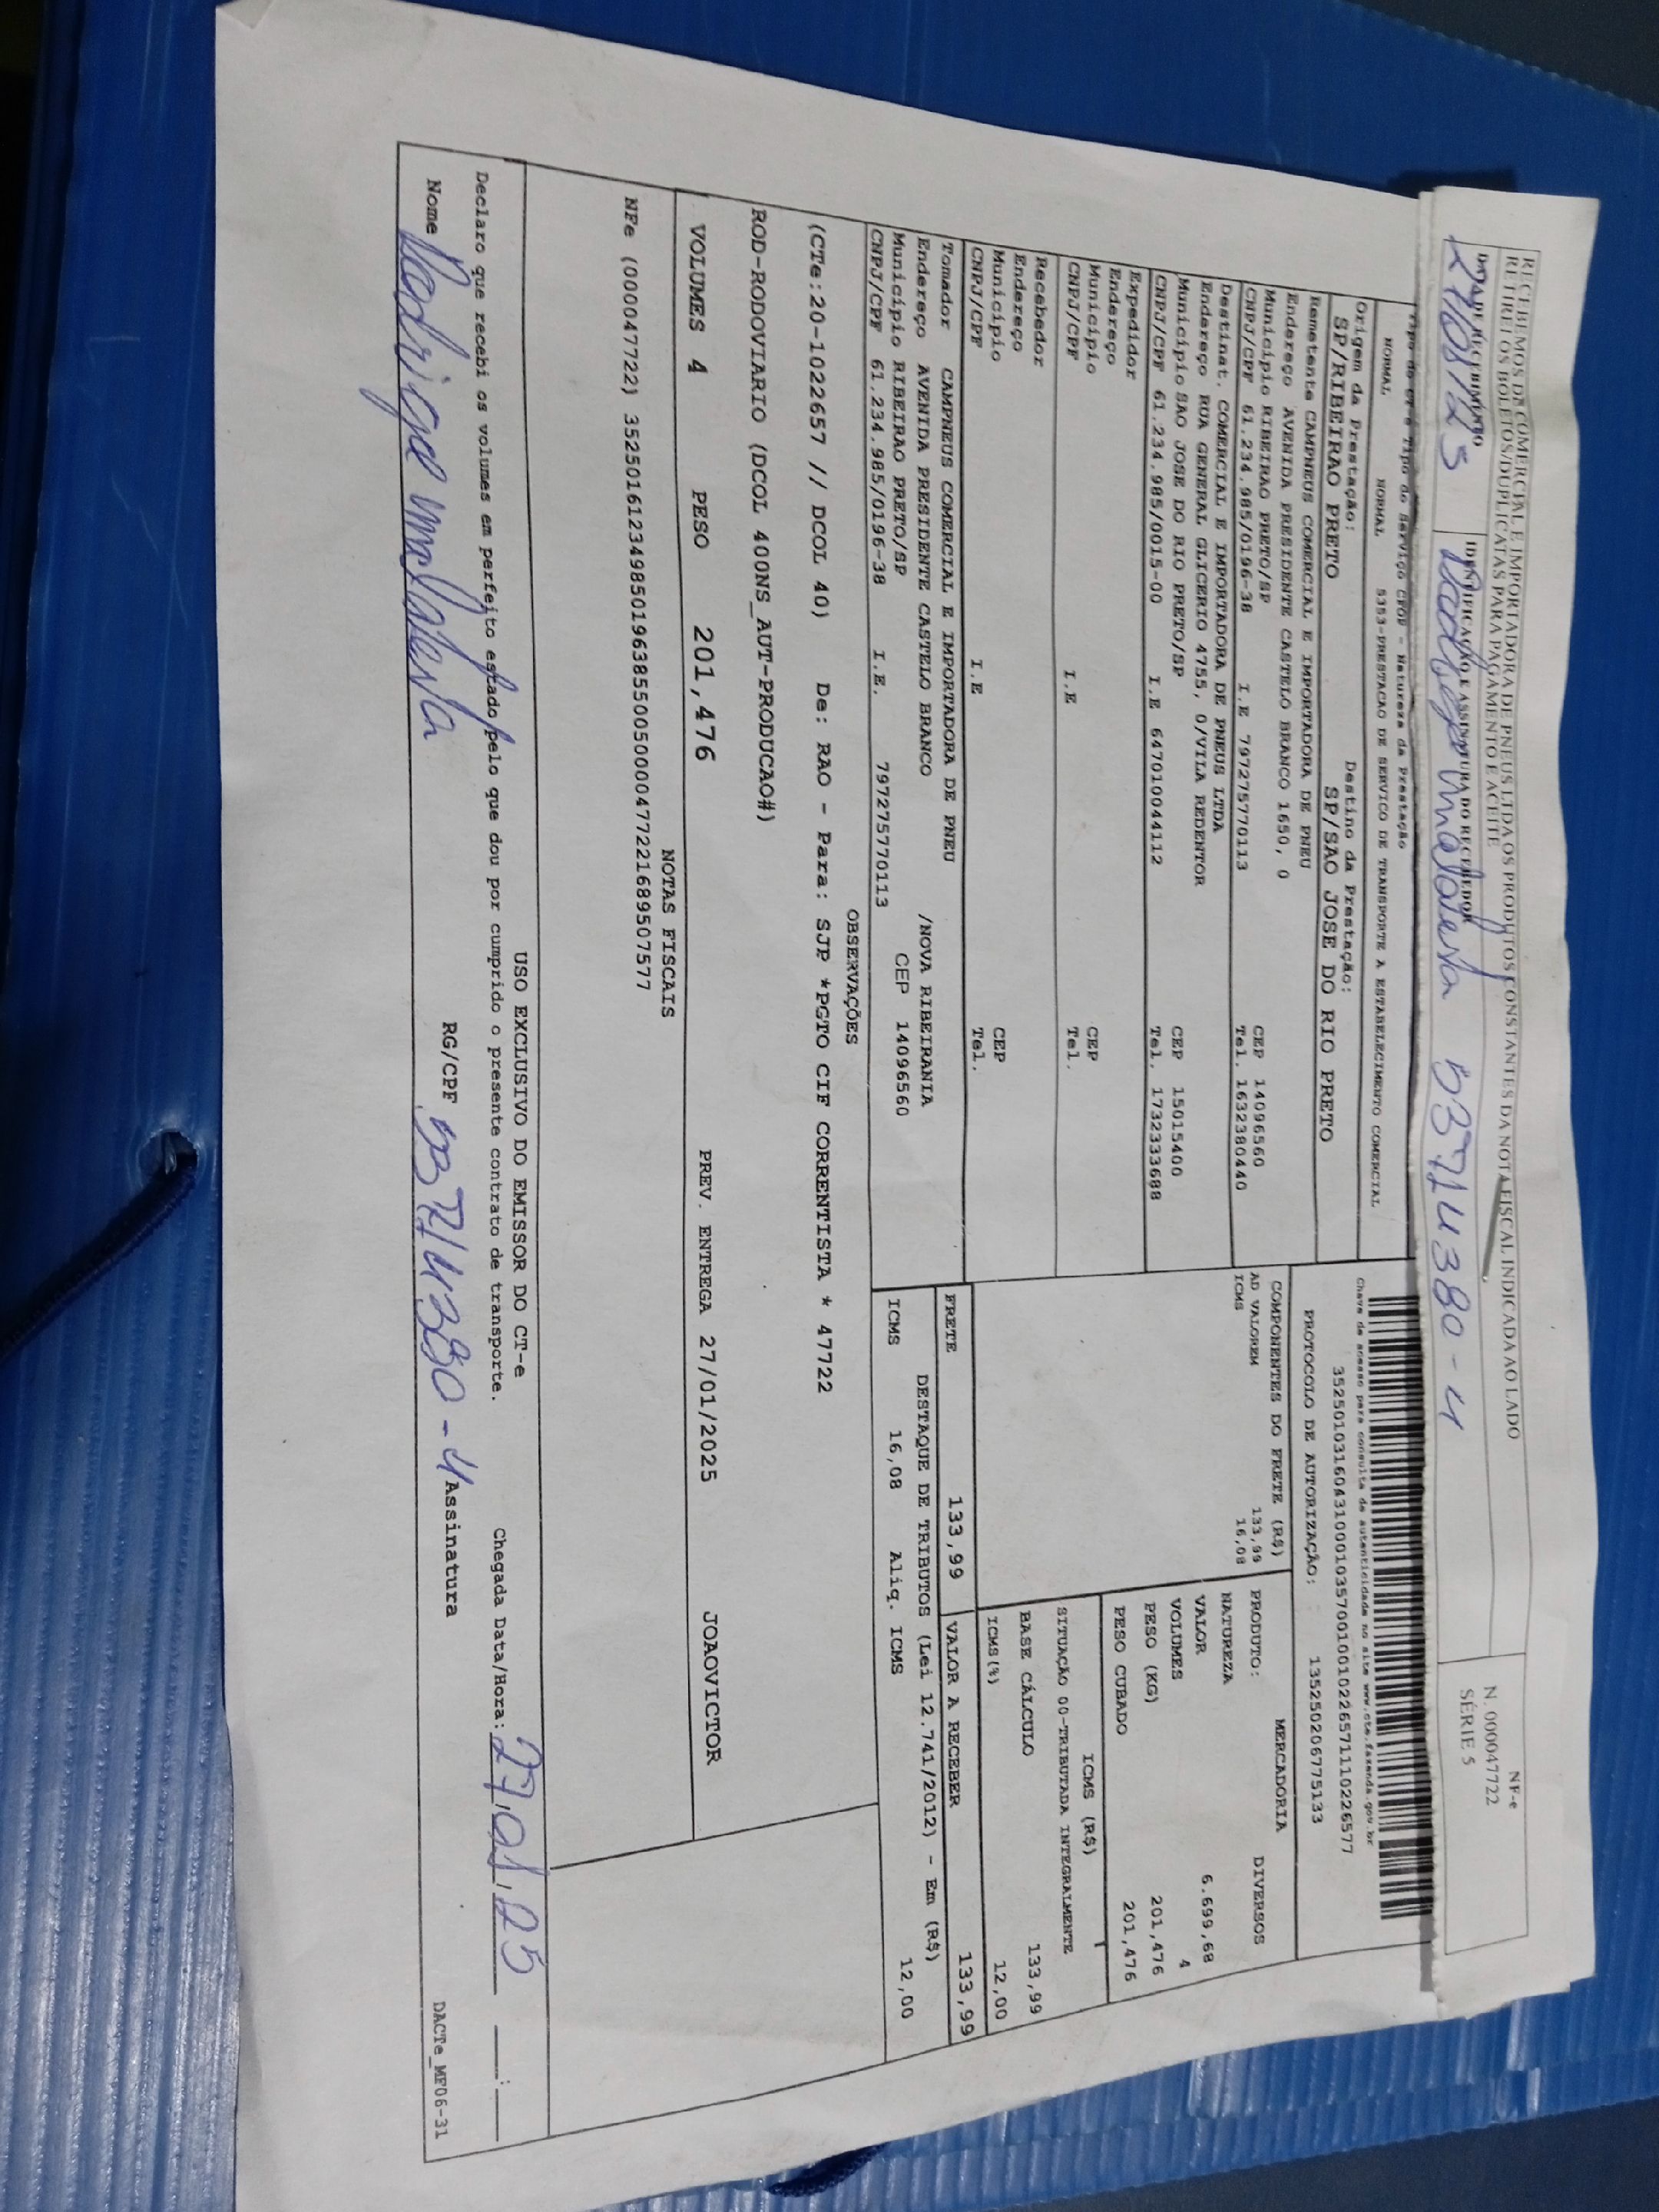 RECEBEMOS DE COMERCIAL E IMPORTADORA DE PNEUS LTDA OS PRODUTOS CONSTANTES DA NOTA FISCAL INDICADA AO LADO
RETIREI OS BOLETOS/DUPLICATAS PARA PAGAMENTO E ACEITE
DATA DE RECEBIMENTO
27/01/25
IDENTIFICAÇÃO E ASSINATURA DO RECEBEDOR
53714380-4
NF-e
N. 000047722
SÉRIE 5
Tipo do CT-e Tipo do Serviço CFOP - Natureza da Prestação
NORMAL NORMAL 5353-PRESTACAO DE SERVICO DE TRANSPORTE A ESTABELECIMENTO COMERCIAL
Origem da Prestação: Destino da Prestação:
SP/RIBEIRAO PRETO SP/SAO JOSE DO RIO PRETO
Remetente CAMPNEUS COMERCIAL E IMPORTADORA DE PNEU
Endereço AVENIDA PRESIDENTE CASTELO BRANCO 1650, 0
Município RIBEIRAO PRETO/SP CEP 14096560
CNPJ/CPF 61.234.985/0196-38 I.E 797275770113 Tel. 1632380440
Destinat. COMERCIAL E IMPORTADORA DE PNEUS LTDA
Endereço RUA GENERAL GLICERIO 4755, 0/VILA REDENTOR
Município SAO JOSE DO RIO PRETO/SP CEP 15015400
CNPJ/CPF 61.234.985/0015-00 I.E 647010044112 Tel. 1732333688
Expedidor
Endereço
Município CEP
CNPJ/CPF I.E Tel.
Recebedor
Endereço
Município CEP
CNPJ/CPF I.E Tel.
Tomador CAMPNEUS COMERCIAL E IMPORTADORA DE PNEU
Endereço AVENIDA PRESIDENTE CASTELO BRANCO /NOVA RIBEIRANIA
Município RIBEIRAO PRETO/SP CEP 14096560
CNPJ/CPF 61.234.985/0196-38 I.E. 797275770113
Chave de acesso para consulta de autenticidade no site www.cte.fazenda.gov.br
35250103160431000103570010010226571110226577
PROTOCOLO DE AUTORIZAÇÃO: 135250206775133
COMPONENTES DO FRETE (R$)
AD VALOREM 133,99
ICMS 16,08
MERCADORIA
PRODUTO: DIVERSOS
NATUREZA
VALOR 6.699,68
VOLUMES 4
PESO (KG) 201,476
PESO CUBADO 201,476
ICMS (R$)
SITUAÇÃO 00-TRIBUTADA INTEGRALMENTE
BASE CÁLCULO 133,99
ICMS(%) 12,00
FRETE 133,99 VALOR A RECEBER 133,99
DESTAQUE DE TRIBUTOS (Lei 12.741/2012) - Em (R$)
ICMS 16,08 Aliq. ICMS 12,00
OBSERVAÇÕES
(CTe:20-1022657 // DCOL 40) De: RAO - Para: SJP *PGTO CIF CORRENTISTA * 47722
ROD-RODOVIARIO (DCOL 400NS_AUT-PRODUCAO#)
VOLUMES 4 PESO 201,476 PREV. ENTREGA 27/01/2025 JOAOVICTOR
NOTAS FISCAIS
NFe (000047722) 35250161234985019638550050000477221689507577
USO EXCLUSIVO DO EMISSOR DO CT-e
Declaro que recebi os volumes em perfeito estado pelo que dou por cumprido o presente contrato de transporte. Chegada Data/Hora: 27/01/25 __:__
Nome RG/CPF 53714380-4 Assinatura
DACTe_MF06-31